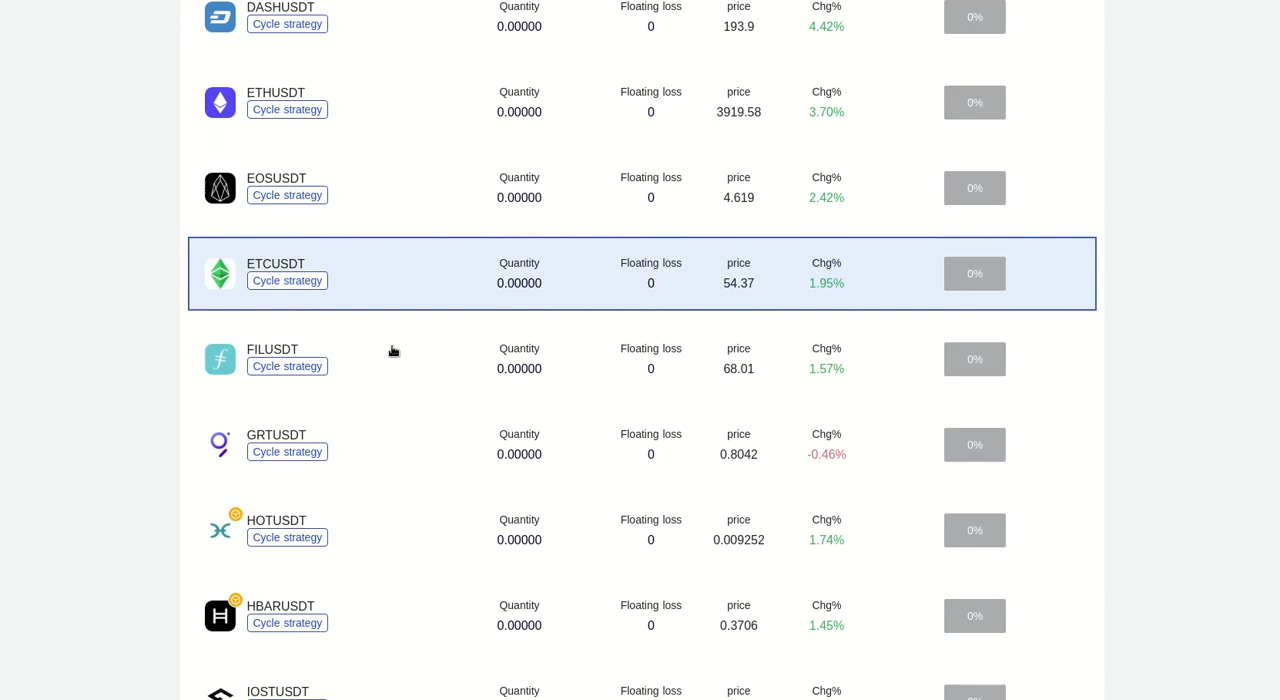 DASHUSDT Quantity Floating loss price Chg%
Cycle strategy 0.00000 0 193.9 4.42% 0%
ETHUSDT Quantity Floating loss price Chg%
Cycle strategy 0.00000 0 3919.58 3.70% 0%
EOSUSDT Quantity Floating loss price Chg%
Cycle strategy 0.00000 0 4.619 2.42% 0%
ETCUSDT Quantity Floating loss price Chg%
Cycle strategy 0.00000 0 54.37 1.95% 0%
FILUSDT Quantity Floating loss price Chg%
Cycle strategy 0.00000 0 68.01 1.57% 0%
GRTUSDT Quantity Floating loss price Chg%
Cycle strategy 0.00000 0 0.8042 -0.46% 0%
HOTUSDT Quantity Floating loss price Chg%
Cycle strategy 0.00000 0 0.009252 1.74% 0%
HBARUSDT Quantity Floating loss price Chg%
Cycle strategy 0.00000 0 0.3706 1.45% 0%
IOSTUSDT Quantity Floating loss price Chg%